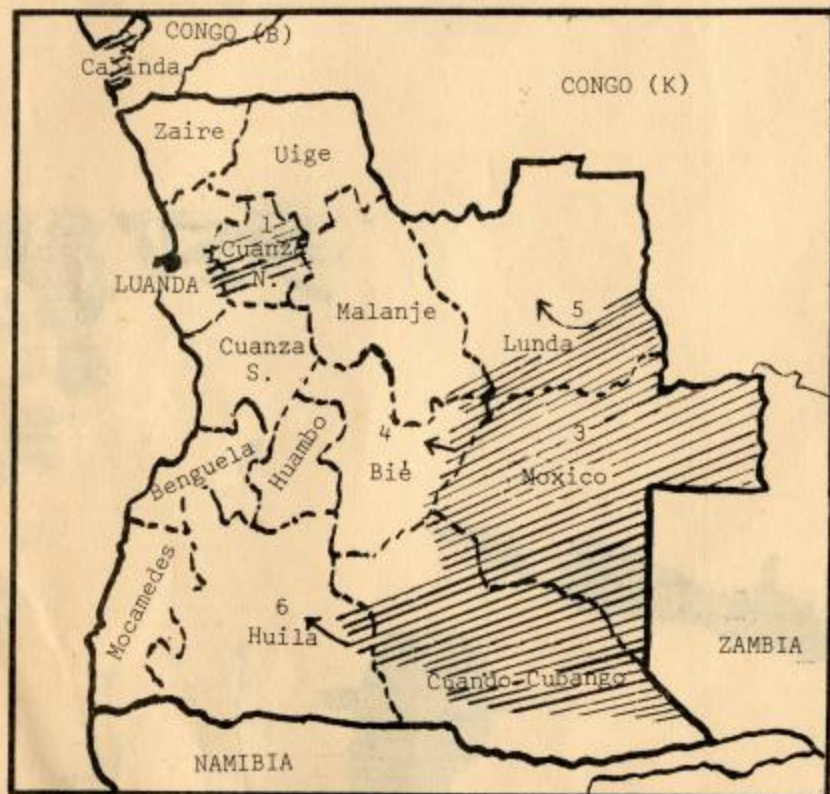 CONGO (B)
Cabinda
CONGO (K)
Zaire
Uige
1
Cuanza
N.
LUANDA
Malanje
5
Lunda
Cuanza
S.
4
Bié
3
Moxico
Huambo
Benguela
Mocamedes
6
Huila
Cuando-Cubango
ZAMBIA
NAMIBIA